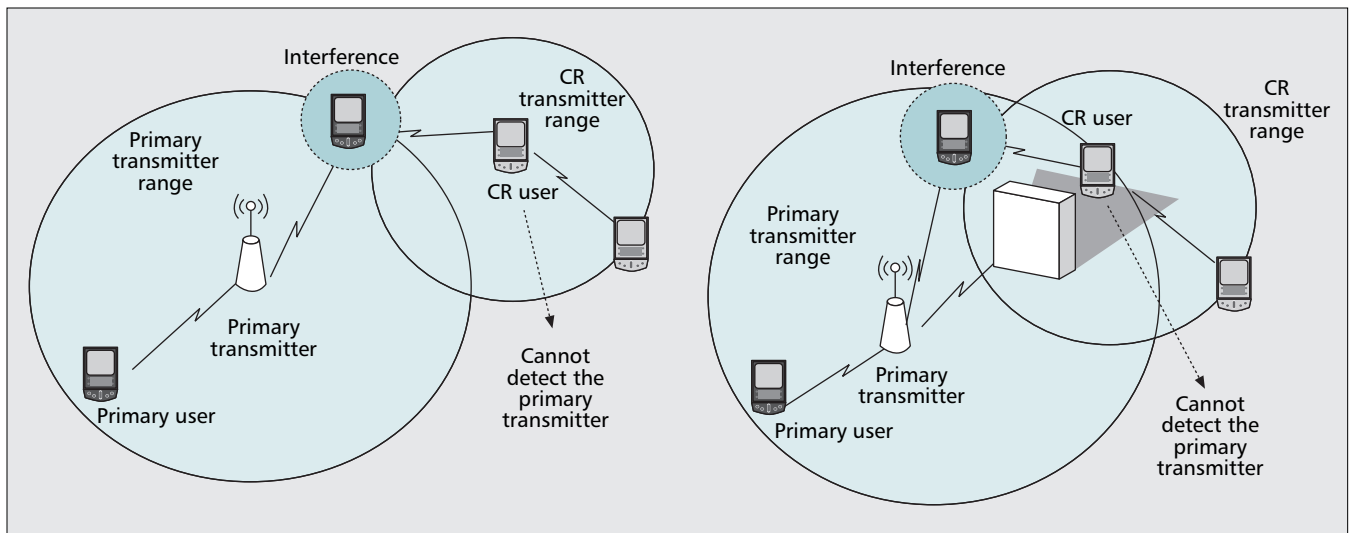 Interference
CR
transmitter
range
Primary
transmitter
range
CR user
Primary
transmitter
Cannot
detect the
primary
transmitter
Primary user
Interference
CR
transmitter
range
CR user
Primary
transmitter
range
Primary
transmitter
Cannot
detect the
primary
transmitter
Primary user